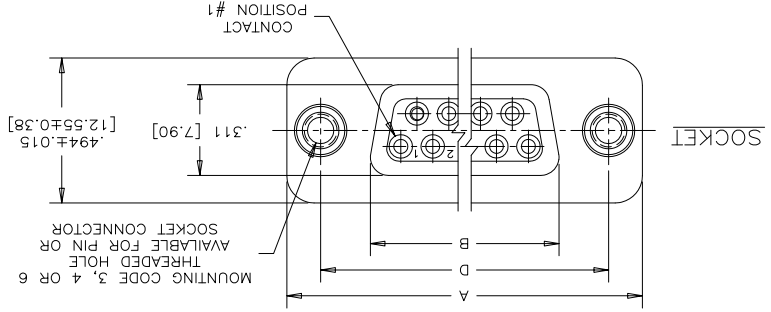 A
D
B
MOUNTING CODE 3, 4 OR 6
THREADED HOLE
AVAILABLE FOR PIN OR
SOCKET CONNECTOR
SOCKET
1
2
.311 [7.90]
.494±.015
[12.55±0.38]
CONTACT
POSITION #1